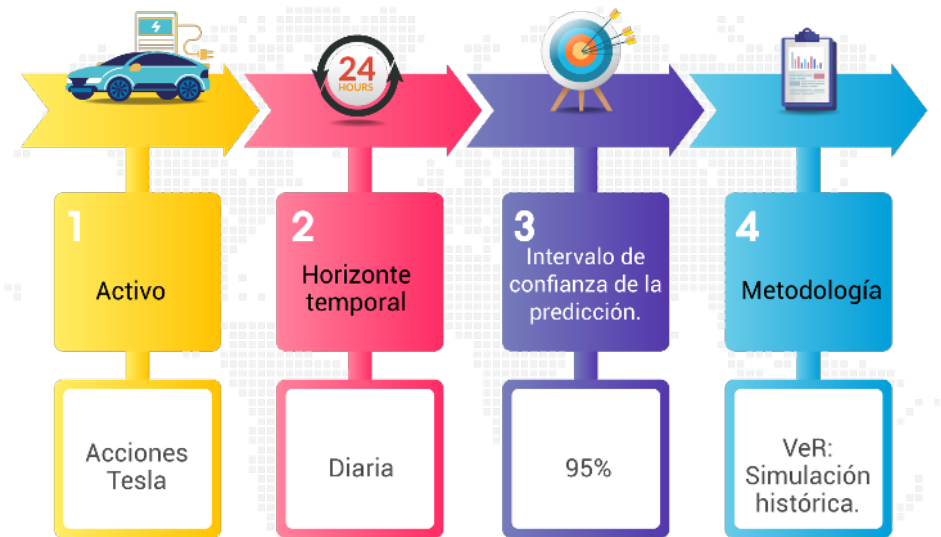 24
HOURS
1
Activo
Acciones
Tesla
2
Horizonte
temporal
Diaria
3
Intervalo de
confianza de la
predicción.
95%
4
Metodología
VeR:
Simulación
histórica.